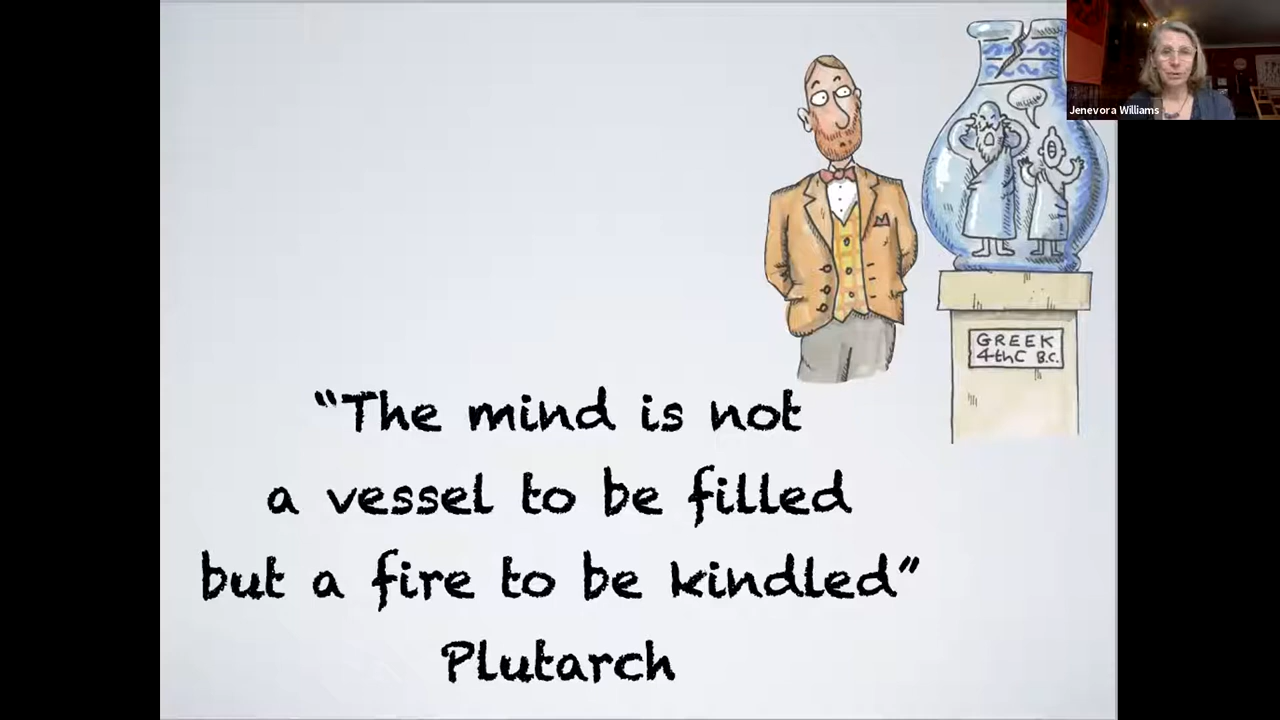 Jenevora Williams
GREEK
4thC B.C.
“The mind is not
a vessel to be filled
but a fire to be kindled”
Plutarch